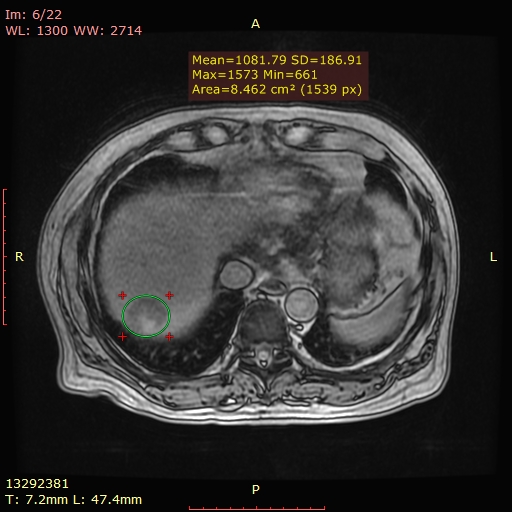 Im: 6/22
WL: 1300 WW: 2714
A
Mean=1081.79 SD=186.91
Max=1573 Min=661
Area=8.462 cm² (1539 px)
R
L
13292381
T: 7.2mm L: 47.4mm
P